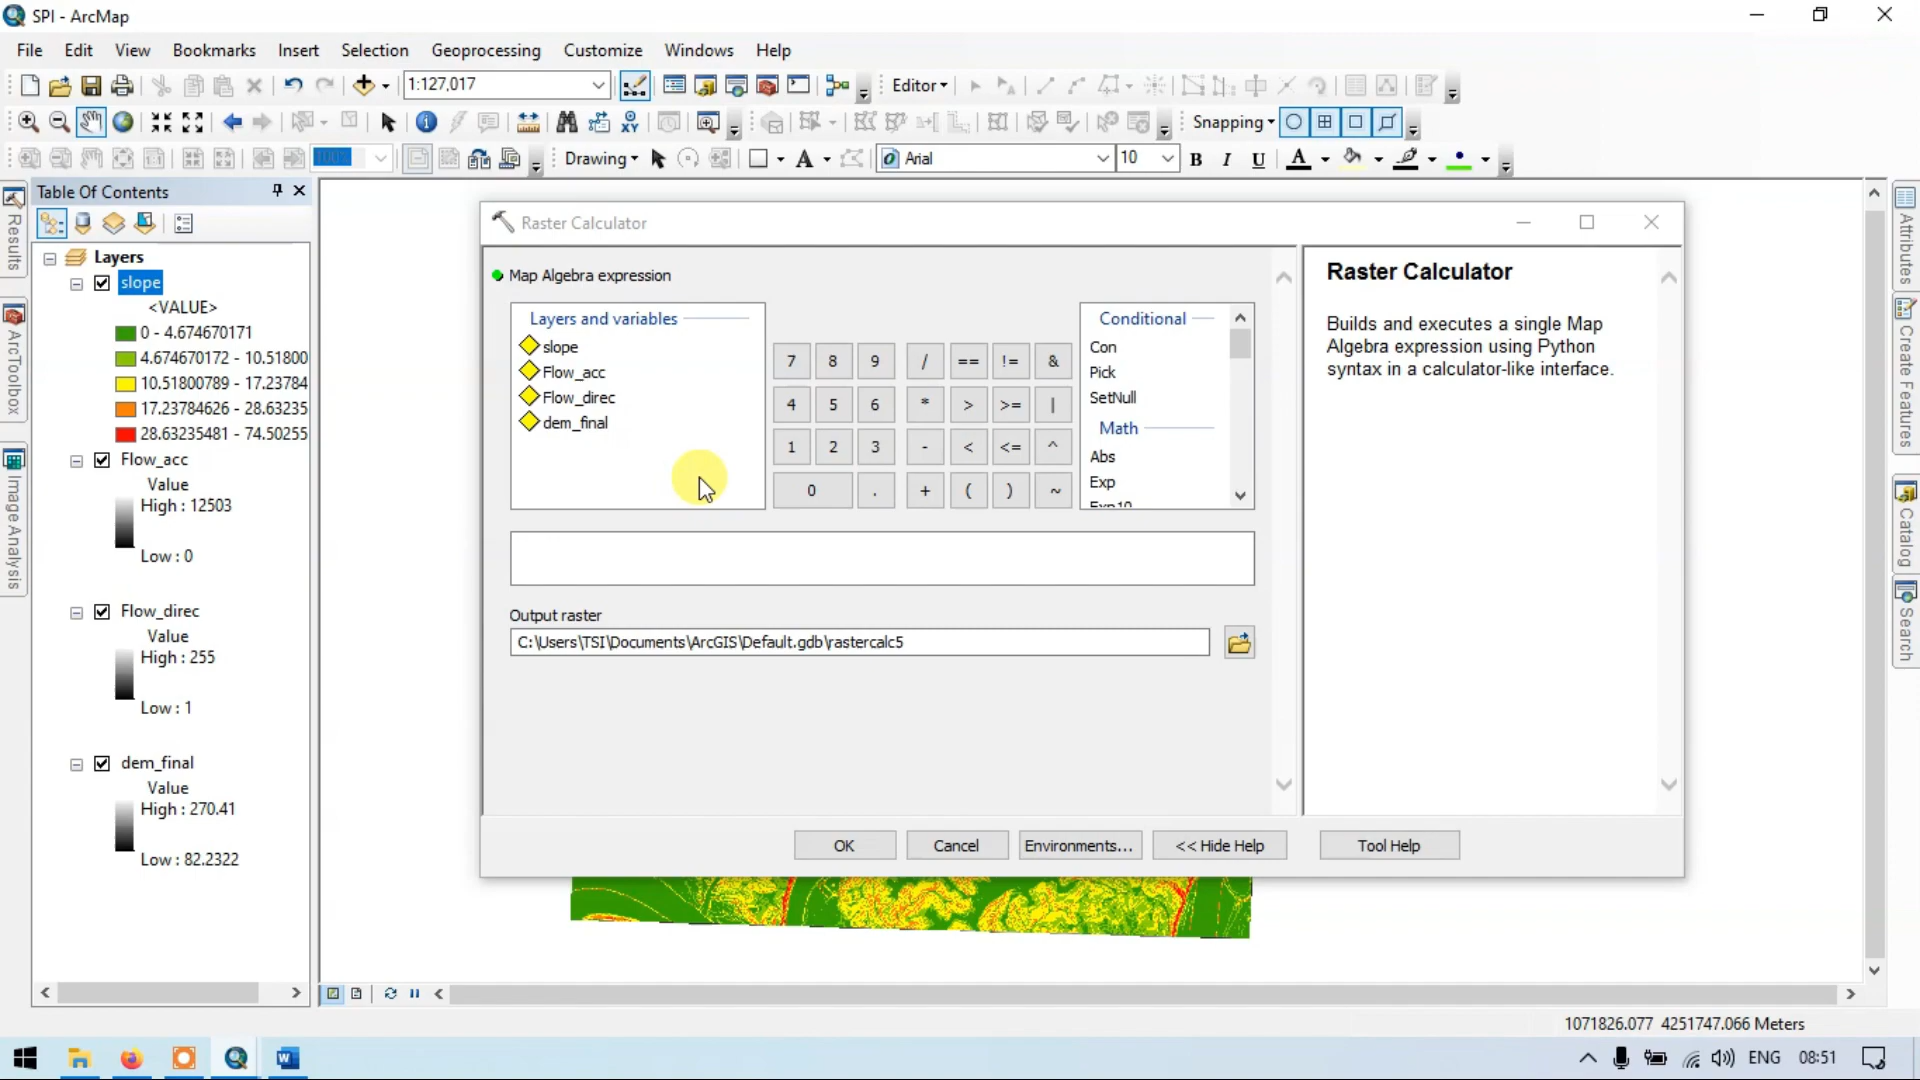 SPI - ArcMap
File Edit View Bookmarks Insert Selection Geoprocessing Customize Windows Help
1:127,017
Editor
Snapping
100%
Drawing
Arial
10
B I U A
Results
ArcToolbox
Image Analysis
Table Of Contents
Layers
slope
<VALUE>
0 - 4.674670171
4.674670172 - 10.51800
10.51800789 - 17.23784
17.23784626 - 28.63235
28.63235481 - 74.50255
Flow_acc
Value
High : 12503
Low : 0
Flow_direc
Value
High : 255
Low : 1
dem_final
Value
High : 270.41
Low : 82.2322
Raster Calculator
Map Algebra expression
Layers and variables
slope
Flow_acc
Flow_direc
dem_final
7 8 9 / == != &
4 5 6 * > >= |
1 2 3 - < <= ^
0 . + ( ) ~
Conditional
Con
Pick
SetNull
Math
Abs
Exp
Exp10
Output raster
C:\Users\TSI\Documents\ArcGIS\Default.gdb\rastercalc5
OK
Cancel
Environments...
<< Hide Help
Tool Help
Raster Calculator
Builds and executes a single Map
Algebra expression using Python
syntax in a calculator-like interface.
Attributes
Create Features
Catalog
Search
1071826.077 4251747.066 Meters
ENG 08:51